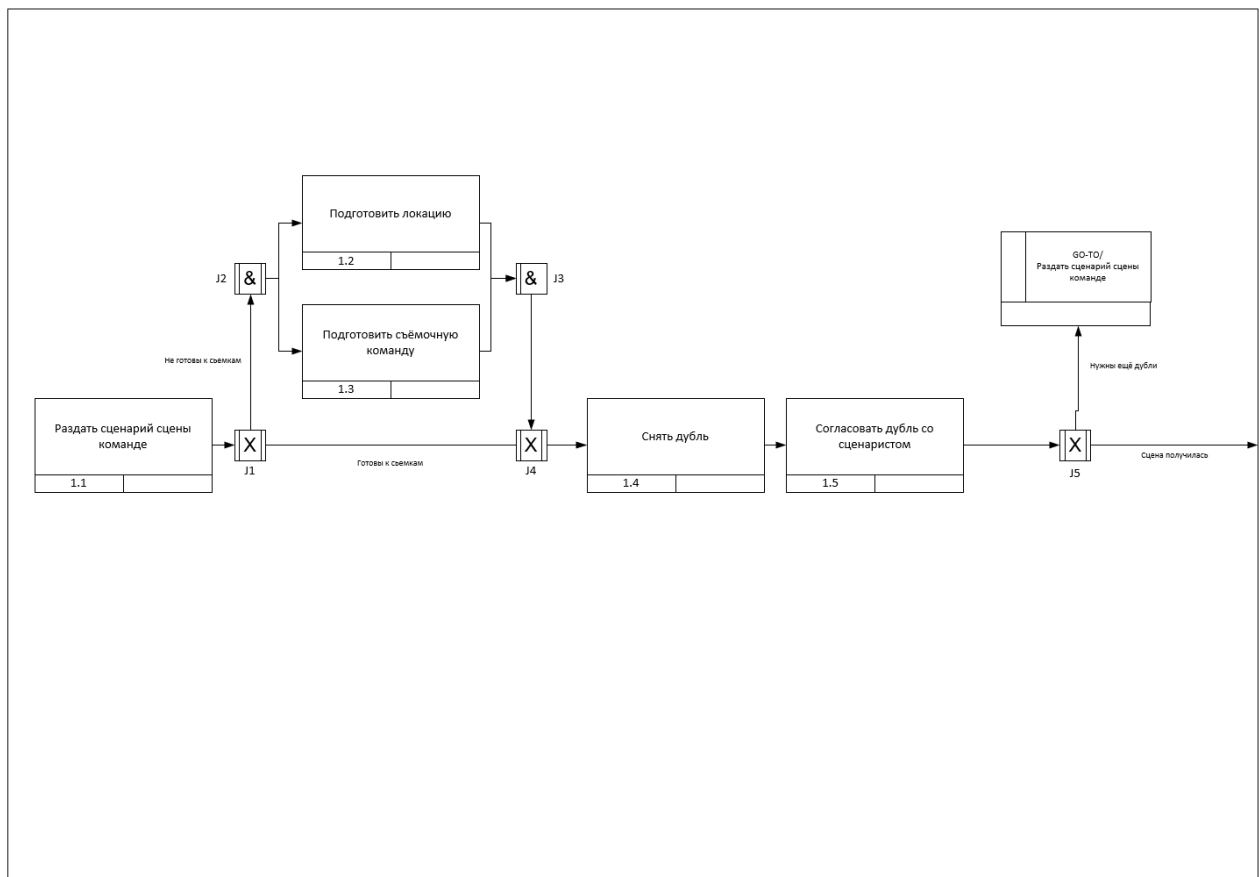 Подготовить локацию
1.2
J2
&
&
J3
GO-TO/
Раздать сценарий сцены
команде
Подготовить съёмочную
команду
1.3
Не готовы к сьемкам
Нужны ещё дубли
Раздать сценарий сцены
команде
1.1
X
J1
Готовы к сьемкам
X
J4
Снять дубль
1.4
Согласовать дубль со
сценаристом
1.5
X
J5
Сцена получилась